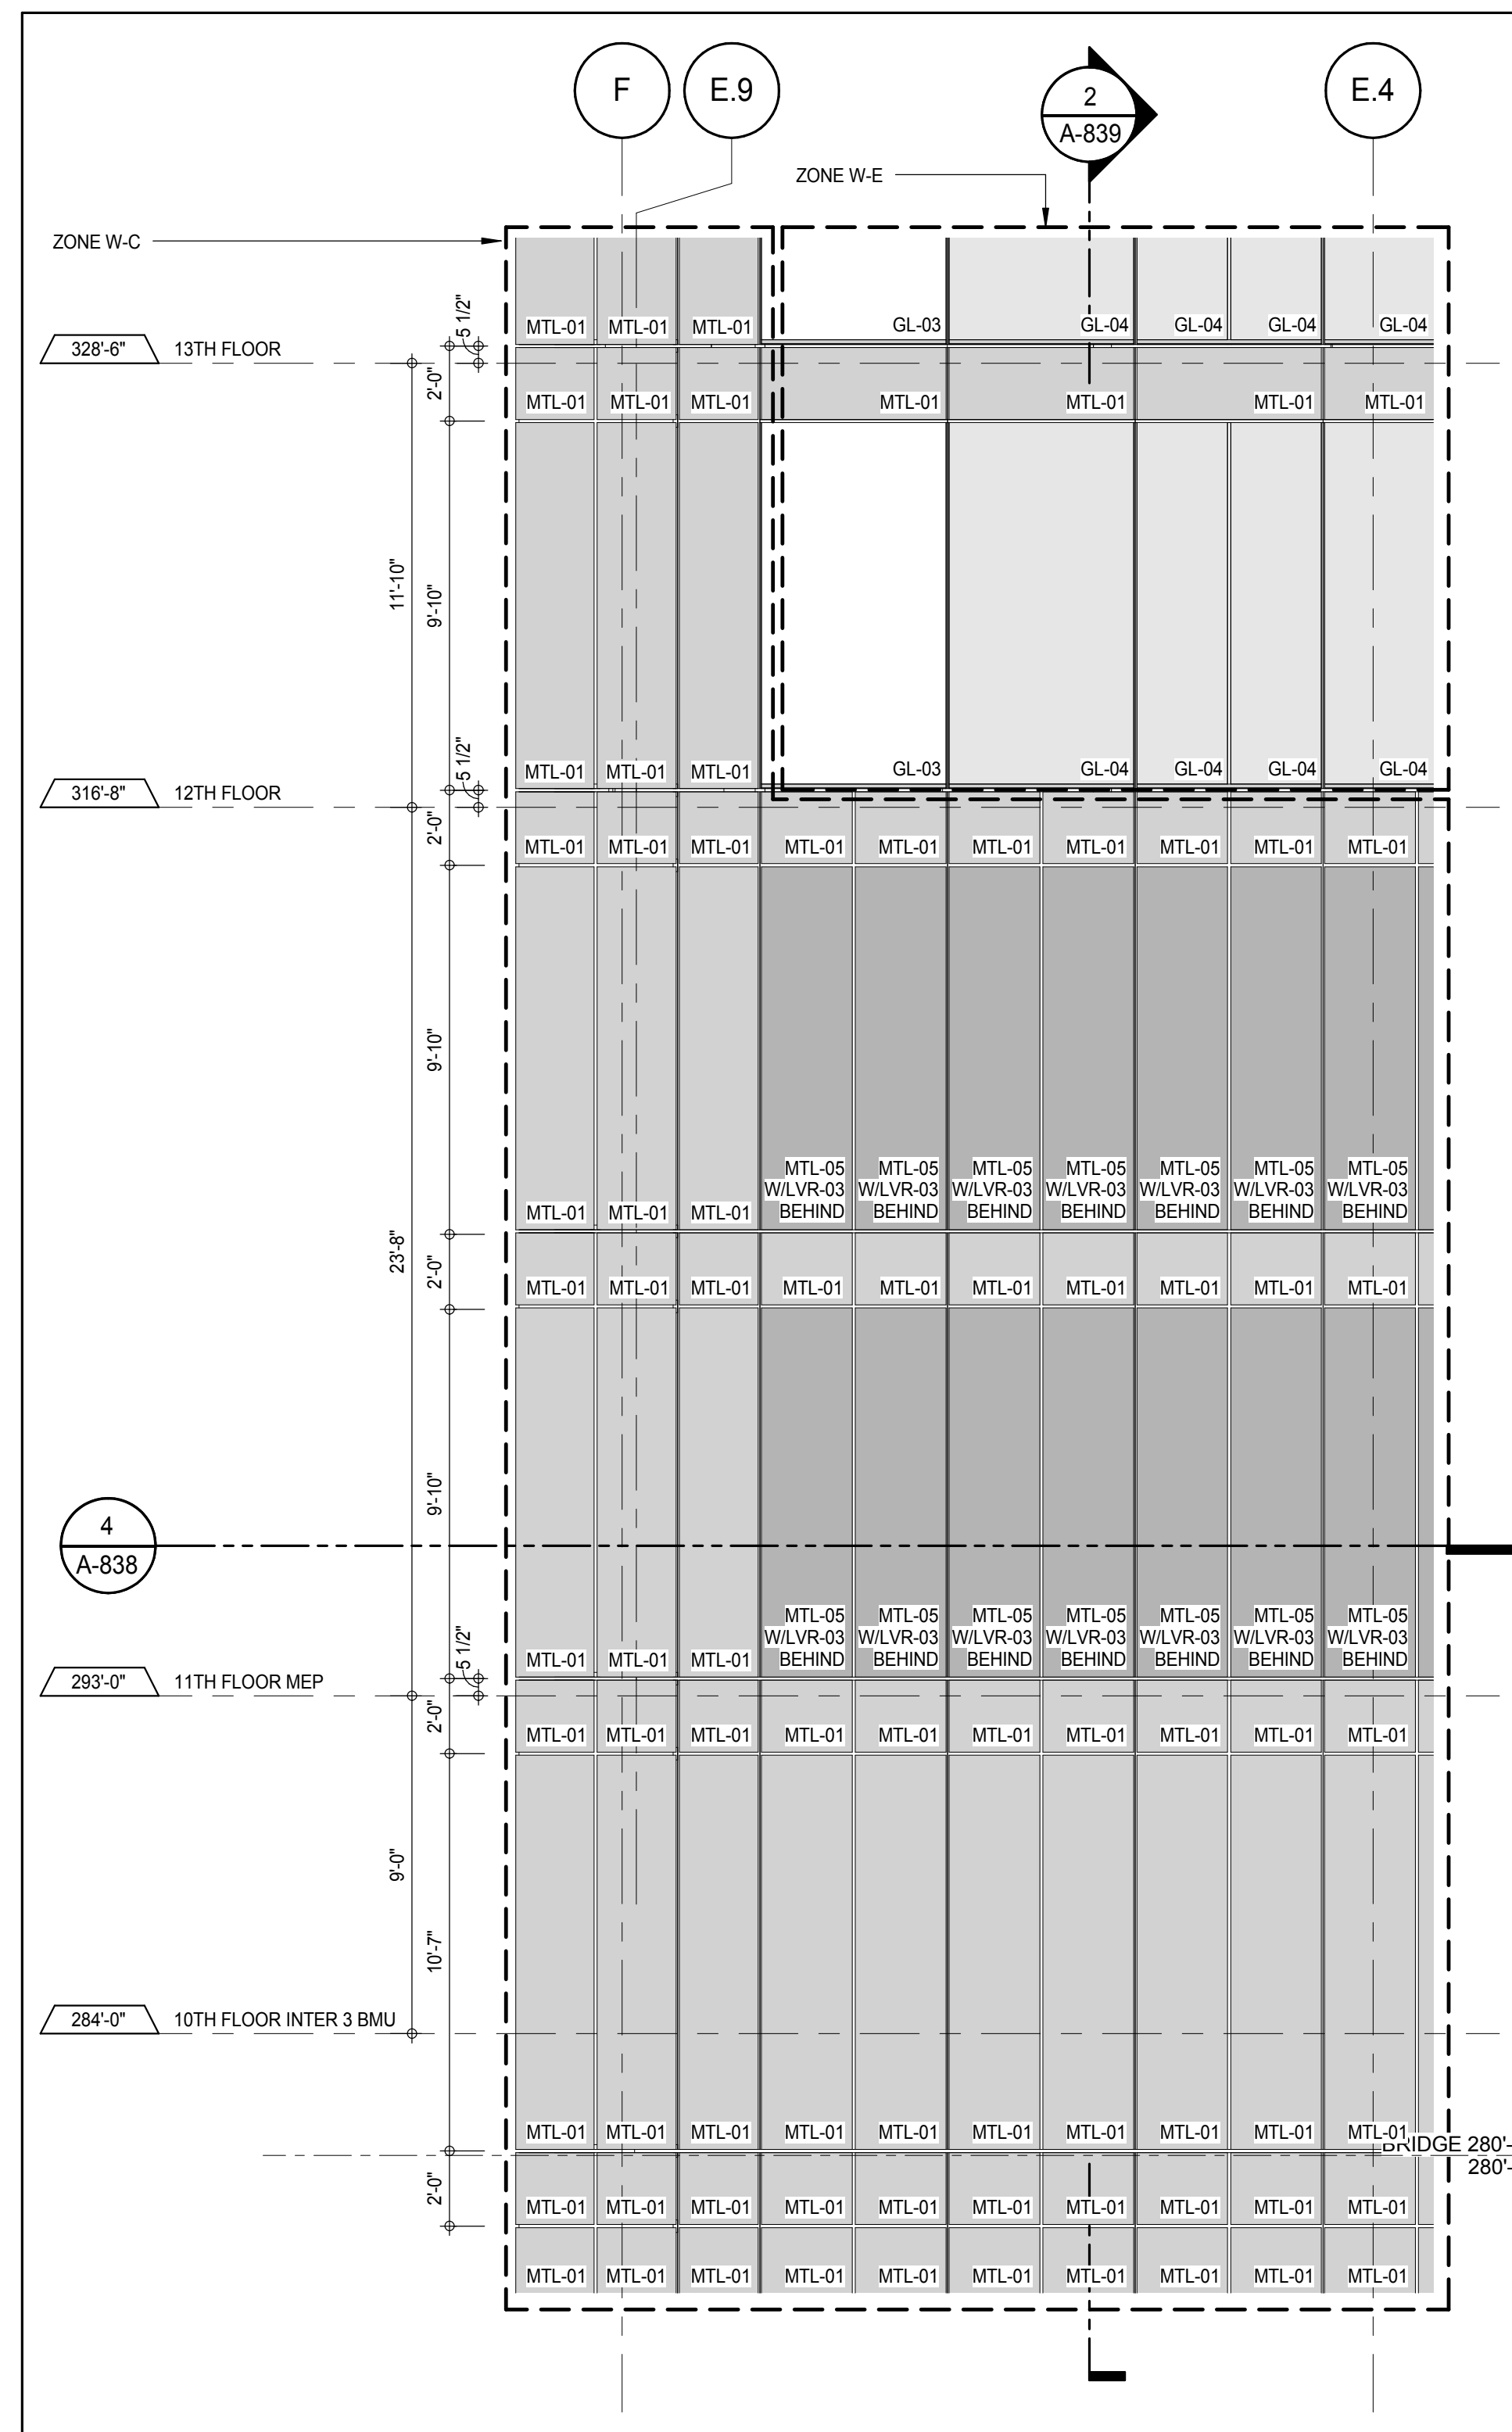 F
E.9
2
A-839
E.4
ZONE W-E
ZONE W-C
5 1/2"
MTL-01 MTL-01 MTL-01 GL-03 GL-04 GL-04 GL-04 GL-04
328'-6" 13TH FLOOR
2'-0"
MTL-01 MTL-01 MTL-01 MTL-01 MTL-01 MTL-01 MTL-01
11'-10"
9'-10"
5 1/2"
MTL-01 MTL-01 MTL-01 GL-03 GL-04 GL-04 GL-04 GL-04
316'-8" 12TH FLOOR
2'-0"
MTL-01 MTL-01 MTL-01 MTL-01 MTL-01 MTL-01 MTL-01 MTL-01 MTL-01 MTL-01
9'-10"
MTL-05 MTL-05 MTL-05 MTL-05 MTL-05 MTL-05 MTL-05
W/LVR-03 W/LVR-03 W/LVR-03 W/LVR-03 W/LVR-03 W/LVR-03 W/LVR-03
MTL-01 MTL-01 MTL-01 BEHIND BEHIND BEHIND BEHIND BEHIND BEHIND BEHIND
23'-8"
2'-0"
MTL-01 MTL-01 MTL-01 MTL-01 MTL-01 MTL-01 MTL-01 MTL-01 MTL-01 MTL-01
9'-10"
4
A-838
MTL-05 MTL-05 MTL-05 MTL-05 MTL-05 MTL-05 MTL-05
W/LVR-03 W/LVR-03 W/LVR-03 W/LVR-03 W/LVR-03 W/LVR-03 W/LVR-03
5 1/2"
MTL-01 MTL-01 MTL-01 BEHIND BEHIND BEHIND BEHIND BEHIND BEHIND BEHIND
293'-0" 11TH FLOOR MEP
2'-0"
MTL-01 MTL-01 MTL-01 MTL-01 MTL-01 MTL-01 MTL-01 MTL-01 MTL-01 MTL-01
9'-0"
10'-7"
284'-0" 10TH FLOOR INTER 3 BMU
MTL-01 MTL-01 MTL-01 MTL-01 MTL-01 MTL-01 MTL-01 MTL-01 MTL-01 MTL-01
BRIDGE 280'-
280'-
2'-0"
MTL-01 MTL-01 MTL-01 MTL-01 MTL-01 MTL-01 MTL-01 MTL-01 MTL-01 MTL-01
MTL-01 MTL-01 MTL-01 MTL-01 MTL-01 MTL-01 MTL-01 MTL-01 MTL-01 MTL-01